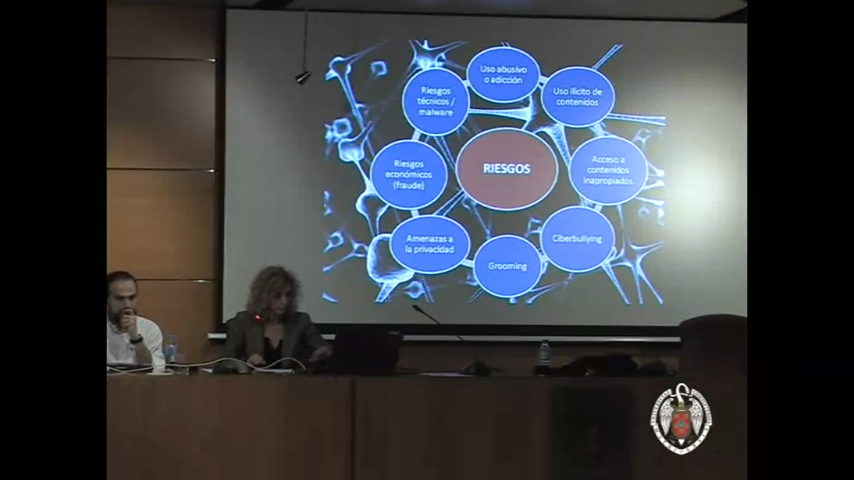 Uso abusivo
o adicción
Uso ilícito de
contenidos
Acceso a
contenidos
inapropiados
Ciberbullying
Grooming
Amenazas a
la privacidad
Riesgos
económicos
(fraude)
Riesgos
técnicos /
malware
RIESGOS